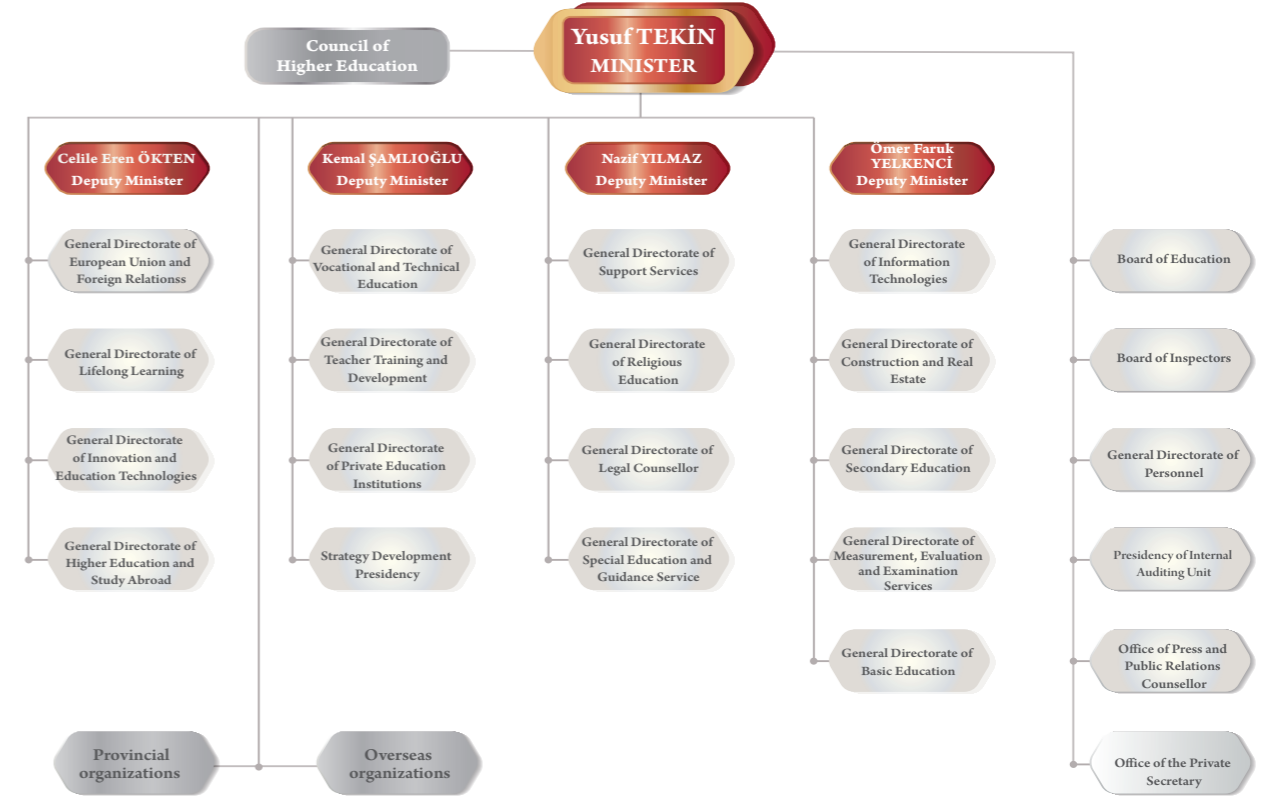 Council of
Higher Education
Yusuf TEKİN
MINISTER
Celile Eren ÖKTEN
Deputy Minister
General Directorate of
European Union and
Foreign Relationss
General Directorate of
Lifelong Learning
General Directorate
of Innovation and
Education Technologies
General Directorate of
Higher Education and
Study Abroad
Kemal ŞAMLIOĞLU
Deputy Minister
General Directorate of
Vocational and Technical
Education
General Directorate of
Teacher Training and
Development
General Directorate
of Private Education
Institutions
Strategy Development
Presidency
Nazif YILMAZ
Deputy Minister
General Directorate of
Support Services
General Directorate
of Religious
Education
General Directorate of
Legal Counsellor
General Directorate of
Special Education and
Guidance Service
Ömer Faruk
YELKENCİ
Deputy Minister
General Directorate
of Information
Technologies
General Directorate of
Construction and Real
Estate
General Directorate of
Secondary Education
General Directorate of
Measurement, Evaluation
and Examination
Services
General Directorate of
Basic Education
Board of Education
Board of Inspectors
General Directorate of
Personnel
Presidency of Internal
Auditing Unit
Office of Press and
Public Relations
Counsellor
Office of the Private
Secretary
Provincial
organizations
Overseas
organizations